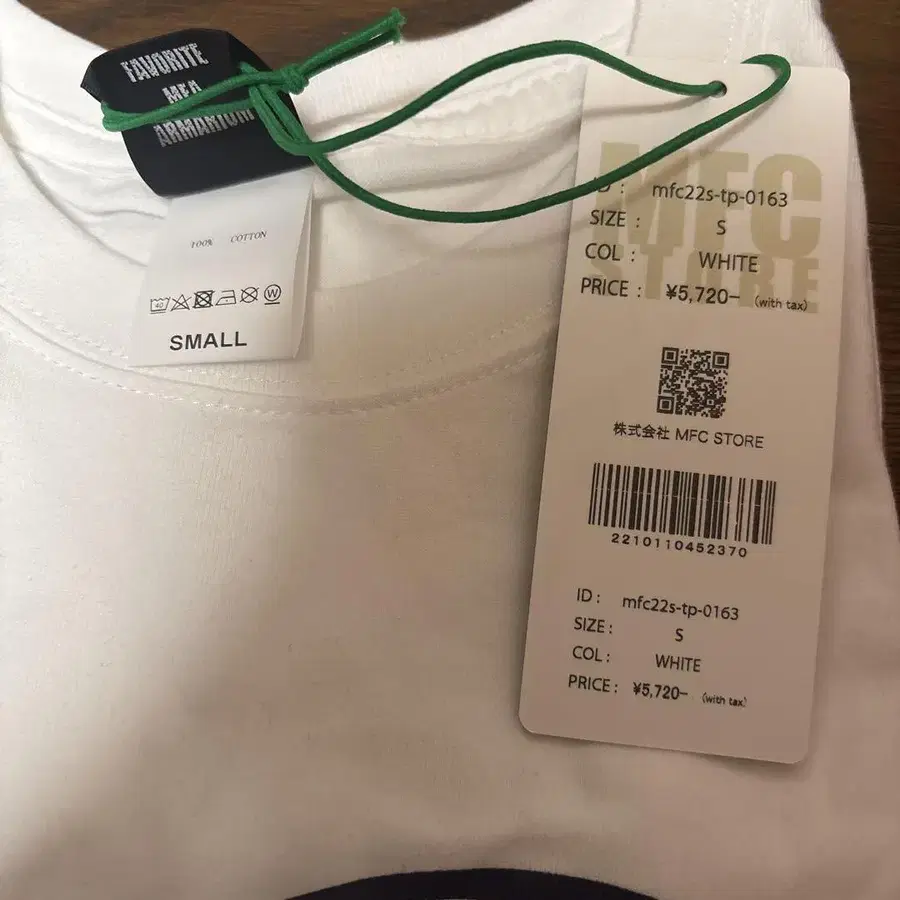 FAVORITE
MFC
ARMARIUM
100% COTTON
40
W
SMALL
MFC
STORE
ID : mfc22s-tp-0163
SIZE : S
COL : WHITE
PRICE : ¥5,720- (with tax)
株式会社 MFC STORE
2210110452370
ID : mfc22s-tp-0163
SIZE : S
COL : WHITE
PRICE : ¥5,720- (with tax)